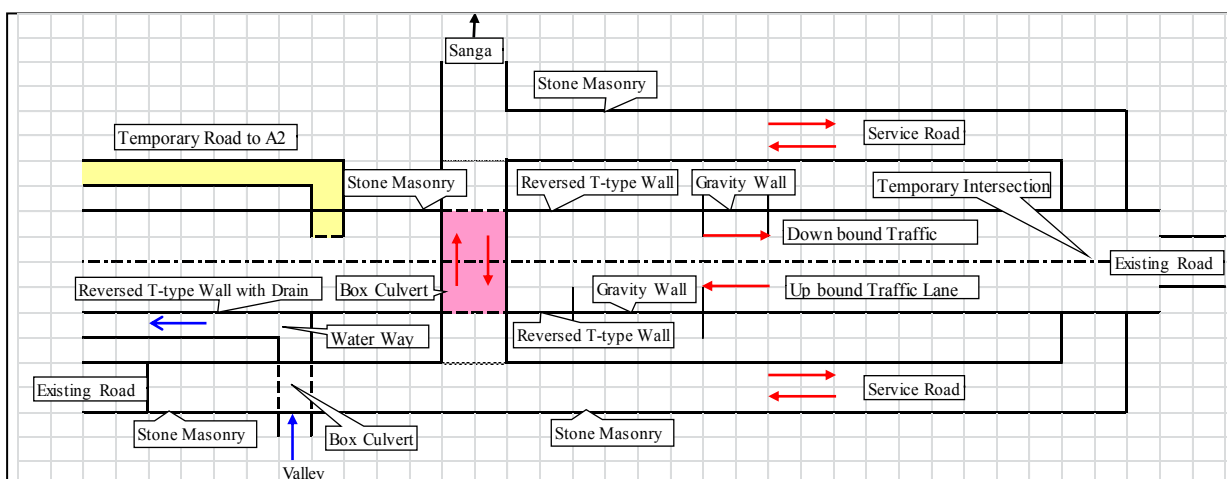 Sanga
Stone Masonry
Temporary Road to A2
Service Road
Stone Masonry
Reversed T-type Wall
Gravity Wall
Temporary Intersection
Down bound Traffic
Existing Road
Reversed T-type Wall with Drain
Box Culvert
Gravity Wall
Up bound Traffic Lane
Water Way
Reversed T-type Wall
Existing Road
Service Road
Stone Masonry
Box Culvert
Stone Masonry
Valley